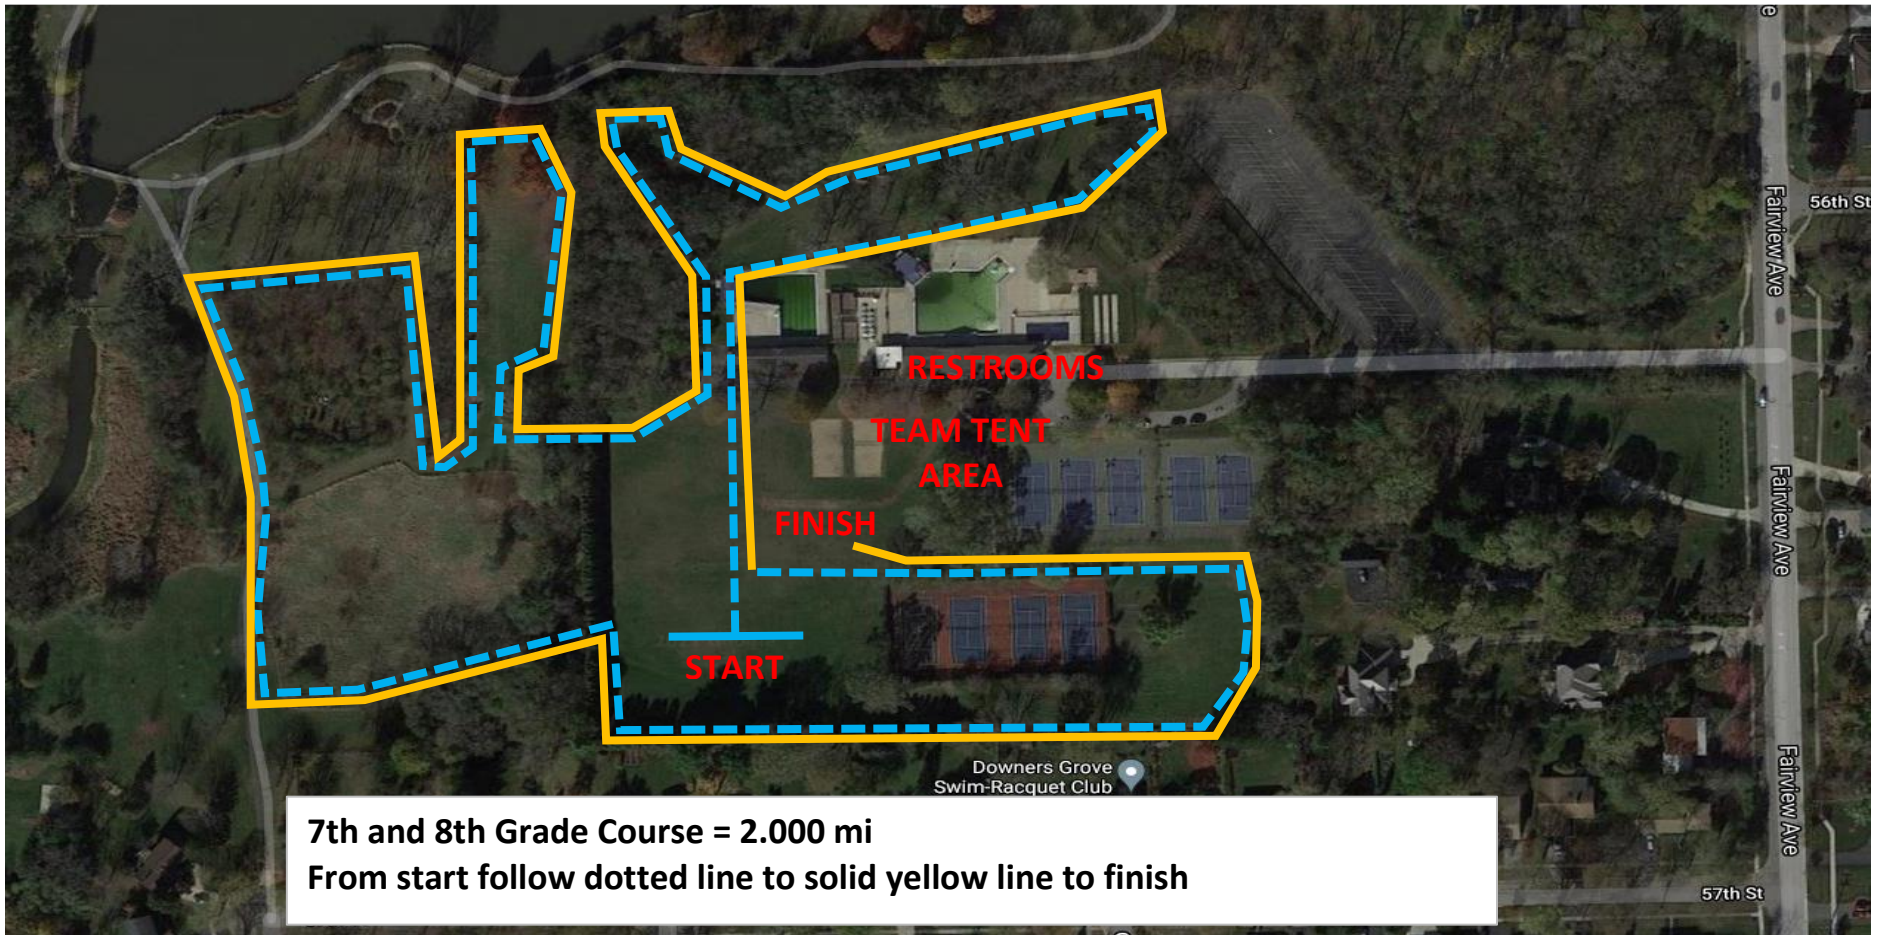 e
56th St
Fairview Ave
RESTROOMS
TEAM TENT
AREA
Fairview Ave
FINISH
START
Downers Grove
Swim-Racquet Club
Fairview Ave
7th and 8th Grade Course = 2.000 mi
From start follow dotted line to solid yellow line to finish
57th St